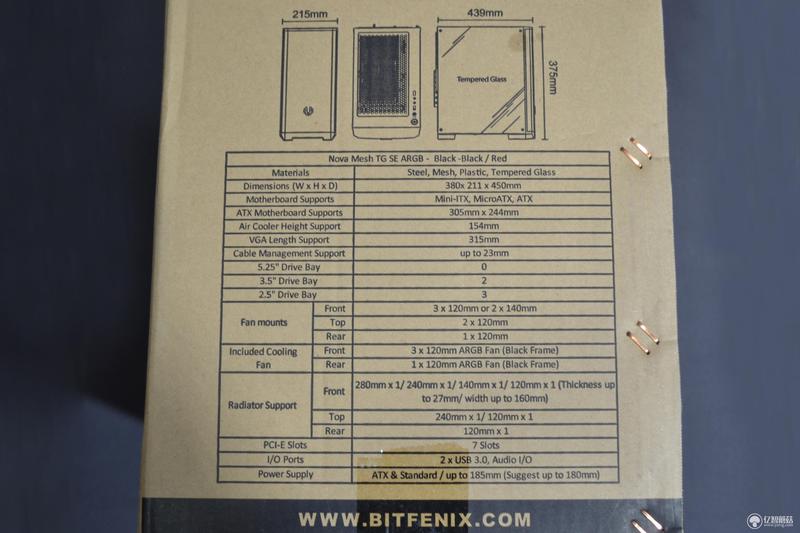 215mm
439mm
375mm
Tempered Glass
Nova Mesh TG SE ARGB - Black -Black / Red
Materials Steel, Mesh, Plastic, Tempered Glass
Dimensions (W x H x D) 380x 211 x 450mm
Motherboard Supports Mini-ITX, MicroATX, ATX
ATX Motherboard Supports 305mm x 244mm
Air Cooler Height Support 154mm
VGA Length Support 315mm
Cable Management Support up to 23mm
5.25" Drive Bay 0
3.5" Drive Bay 2
2.5" Drive Bay 3
Fan mounts Front 3 x 120mm or 2 x 140mm
Top 2 x 120mm
Rear 1 x 120mm
Included Cooling Fan Front 3 x 120mm ARGB Fan (Black Frame)
Rear 1 x 120mm ARGB Fan (Black Frame)
Radiator Support Front 280mm x 1/ 240mm x 1/ 140mm x 1/ 120mm x 1 (Thickness up
to 27mm/ width up to 160mm)
Top 240mm x 1/ 120mm x 1
Rear 120mm x 1
PCI-E Slots 7 Slots
I/O Ports 2 x USB 3.0, Audio I/O
Power Supply ATX & Standard / up to 185mm (Suggest up to 180mm)
WWW.BITFENIX.COM
亿智蘑菇